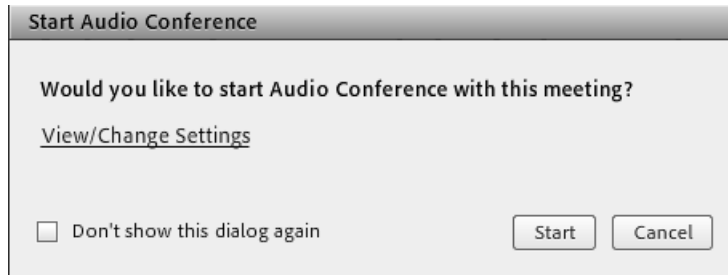 Start Audio Conference
Would you like to start Audio Conference with this meeting?
View/Change Settings
Don't show this dialog again
Start
Cancel